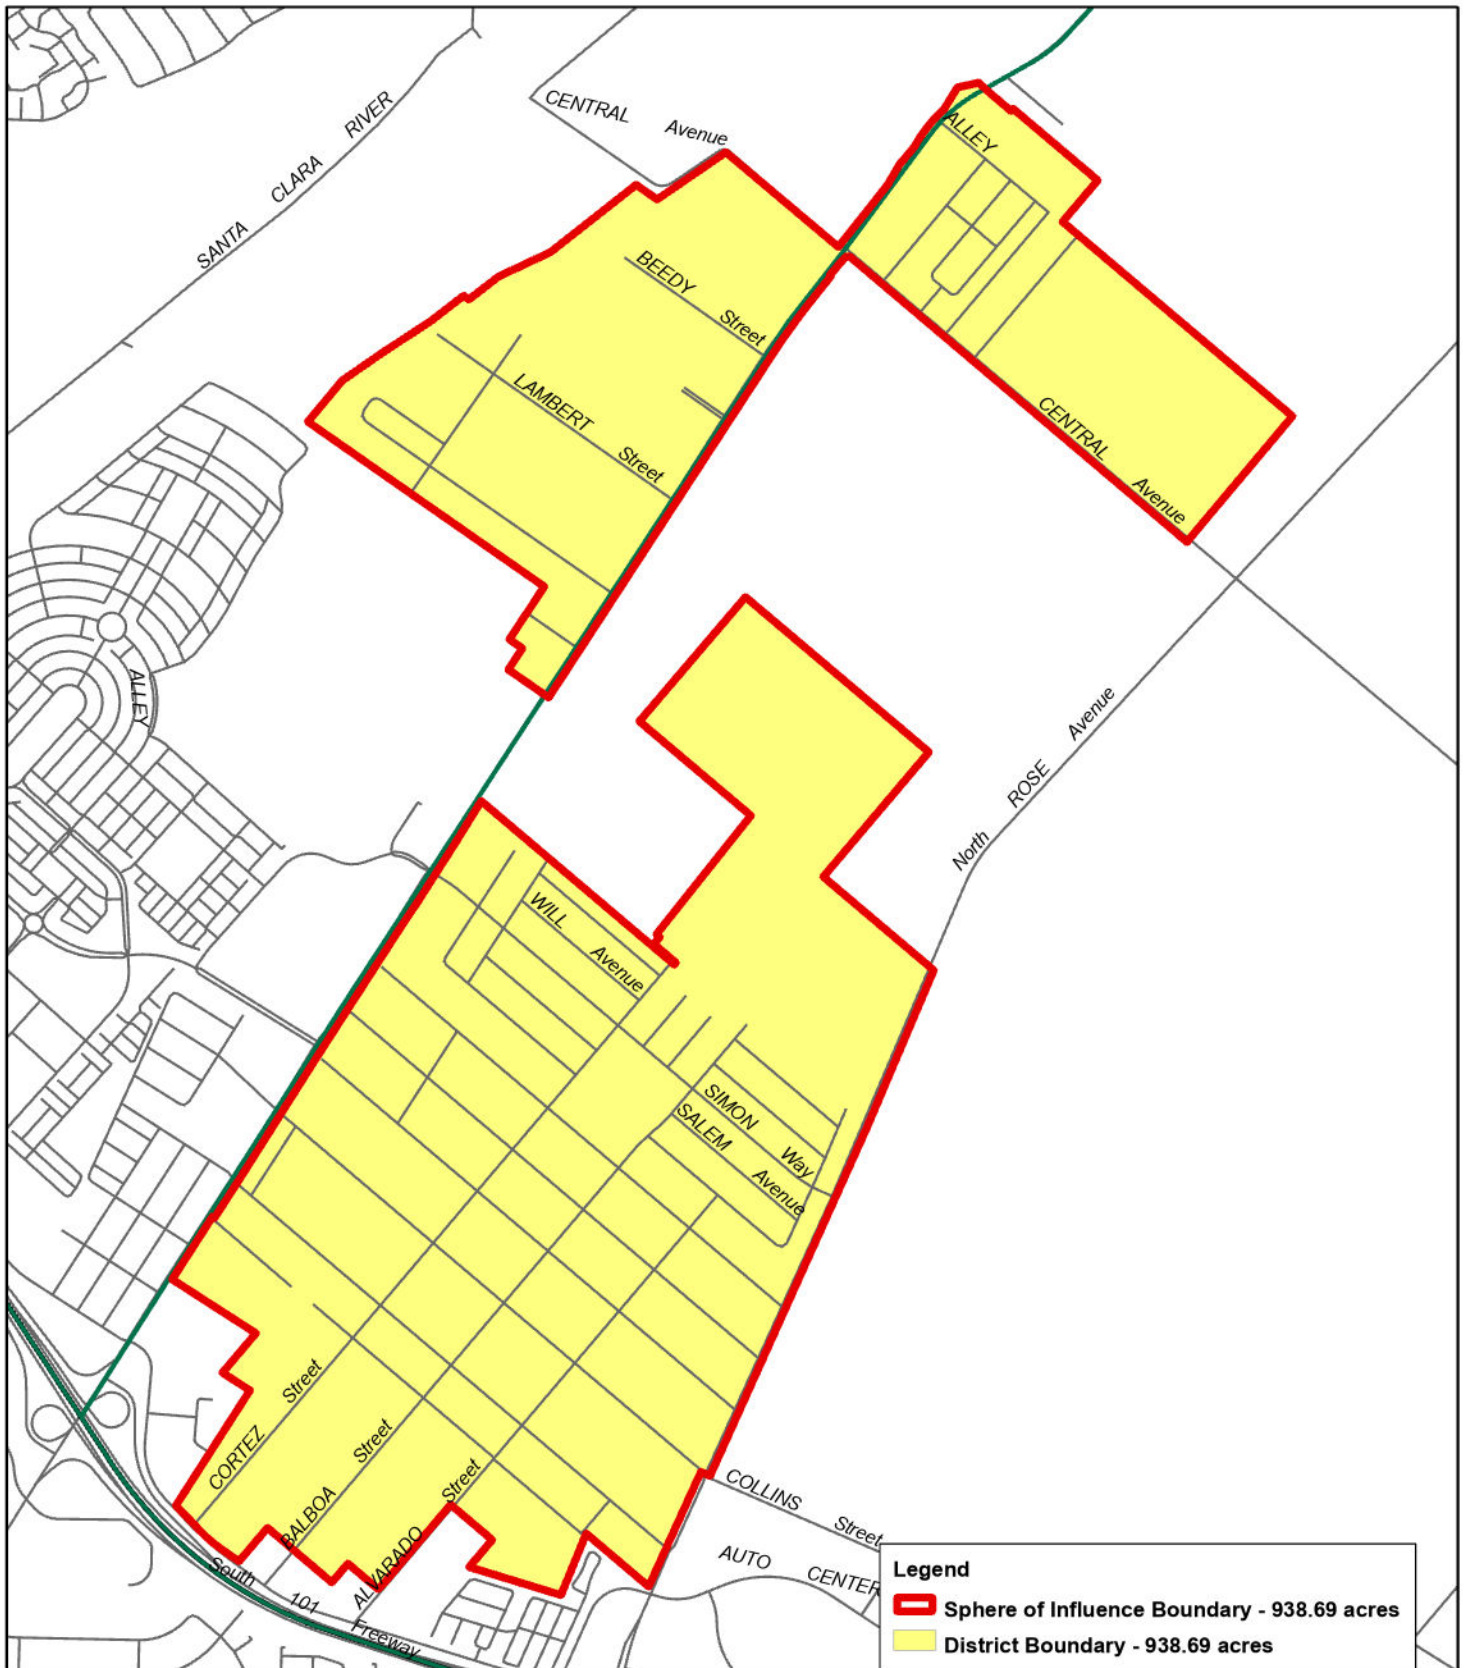 CENTRAL Avenue
SANTA CLARA RIVER
ALLEY
BEEDY Street
LAMBERT Street
CENTRAL Avenue
ALLEY
North ROSE Avenue
WILL Avenue
SIMON Way
SALEM Avenue
CORTEZ Street
BALBOA Street
ALVARADO Street
COLLINS Street
AUTO CENTER
South 101 Freeway
Legend
Sphere of Influence Boundary - 938.69 acres
District Boundary - 938.69 acres